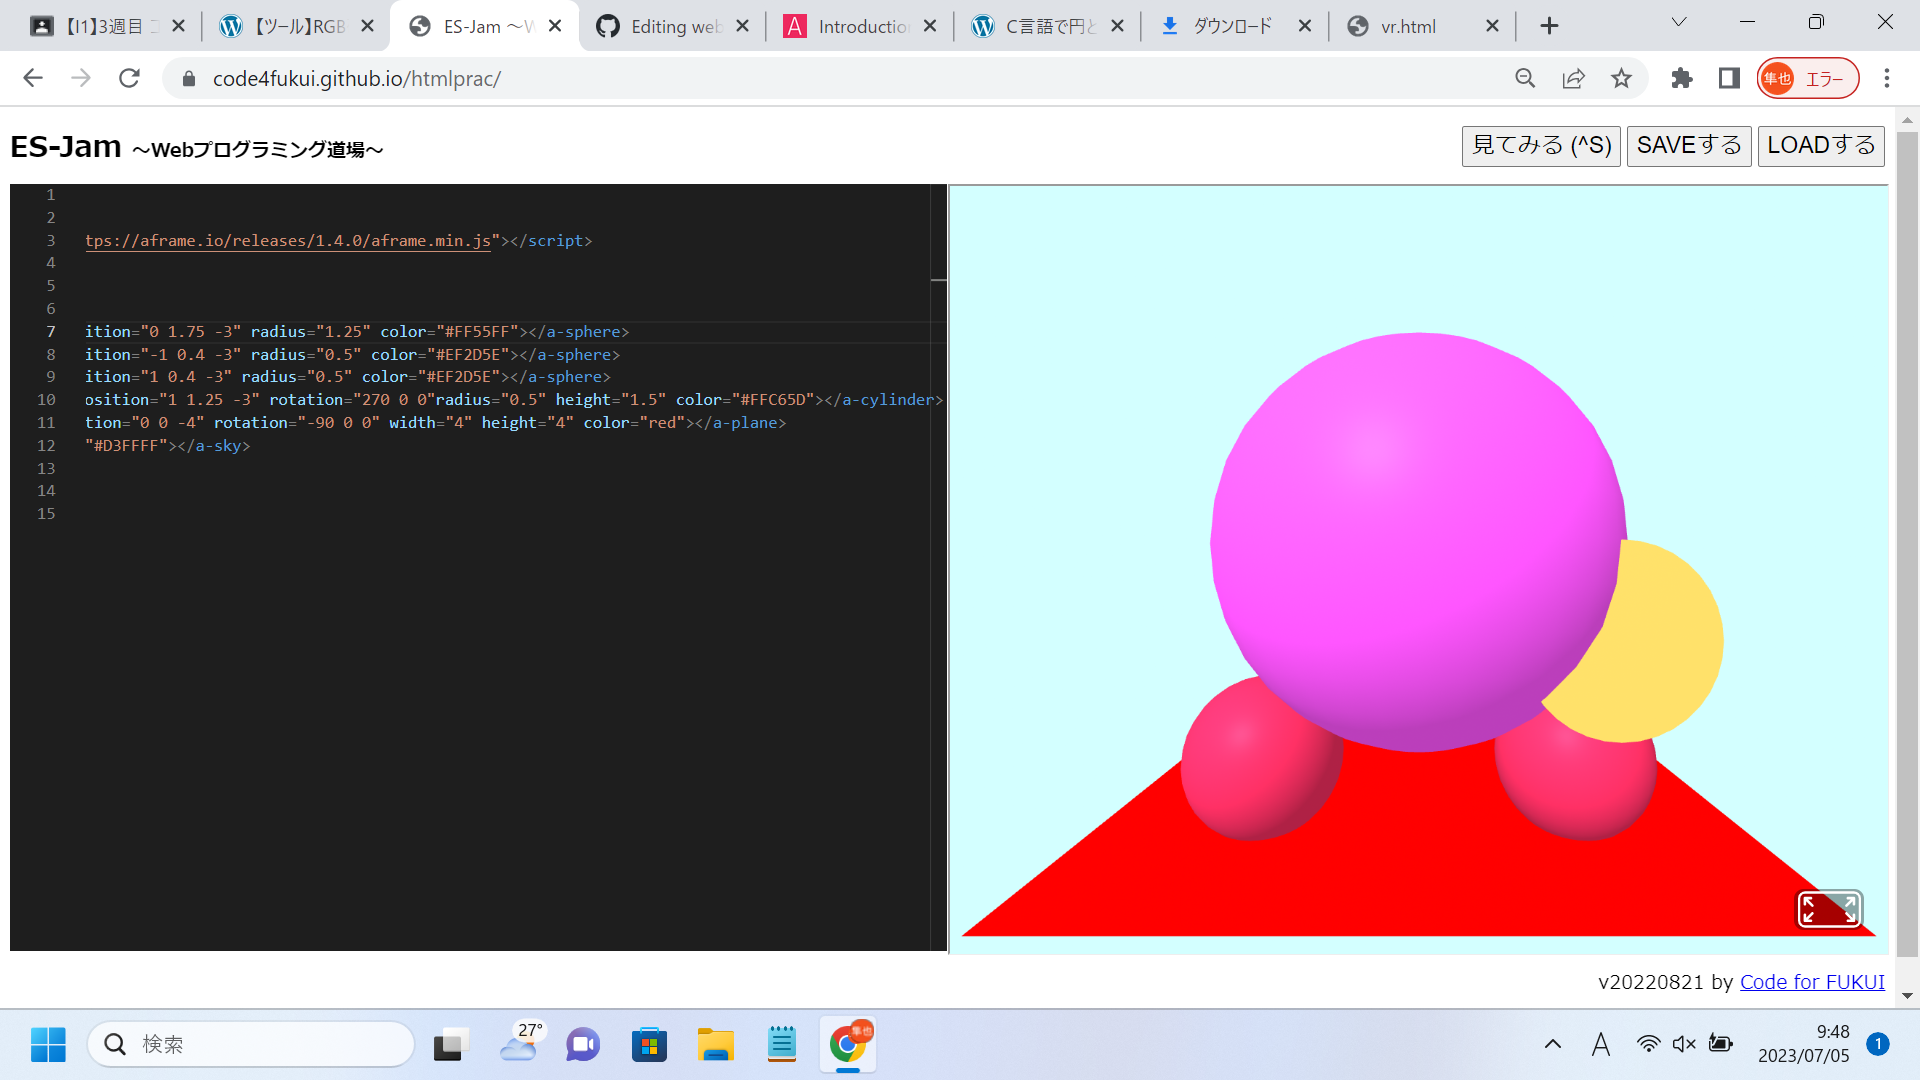 【I1】3週目 コ
【ツール】RGB
ES-Jam ～W
Editing web
Introduction
C言語で円と
ダウンロード
vr.html
code4fukui.github.io/htmlprac/
隼也 エラー
ES-Jam ～Webプログラミング道場～
見てみる (^S)
SAVEする
LOADする
1
2
3 tps://aframe.io/releases/1.4.0/aframe.min.js"></script>
4
5
6
7 ition="0 1.75 -3" radius="1.25" color="#FF55FF"></a-sphere>
8 ition="-1 0.4 -3" radius="0.5" color="#EF2D5E"></a-sphere>
9 ition="1 0.4 -3" radius="0.5" color="#EF2D5E"></a-sphere>
10 osition="1 1.25 -3" rotation="270 0 0"radius="0.5" height="1.5" color="#FFC65D"></a-cylinder>
11 tion="0 0 -4" rotation="-90 0 0" width="4" height="4" color="red"></a-plane>
12 "#D3FFFF"></a-sky>
13
14
15
v20220821 by Code for FUKUI
検索
27°
隼也
A
9:48
2023/07/05
1